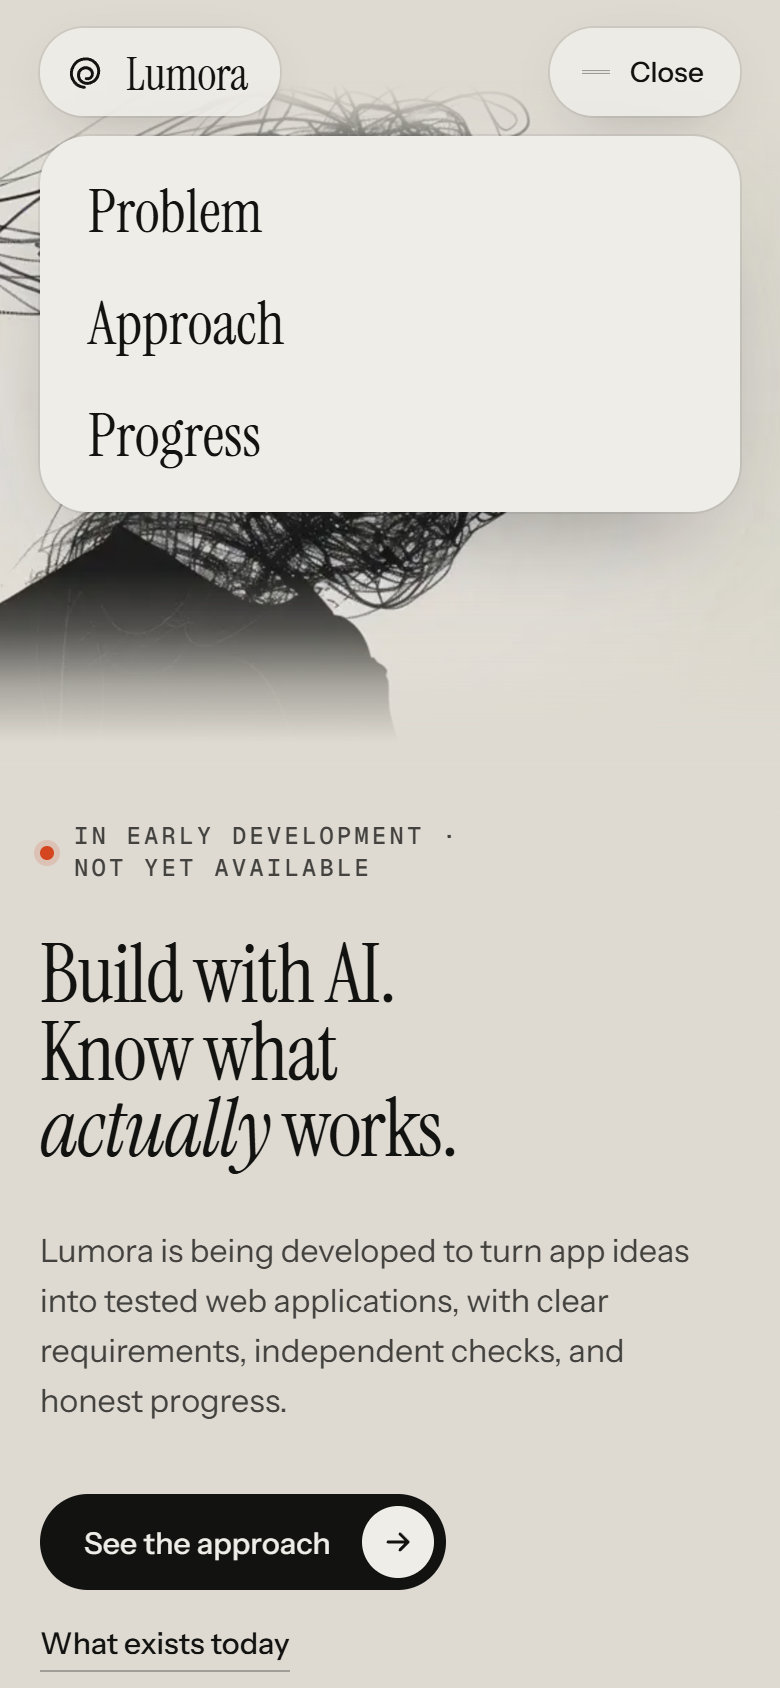 Lumora
Close
Problem
Approach
Progress
IN EARLY DEVELOPMENT ·
NOT YET AVAILABLE
Build with AI.
Know what
actually works.
Lumora is being developed to turn app ideas
into tested web applications, with clear
requirements, independent checks, and
honest progress.
See the approach
What exists today